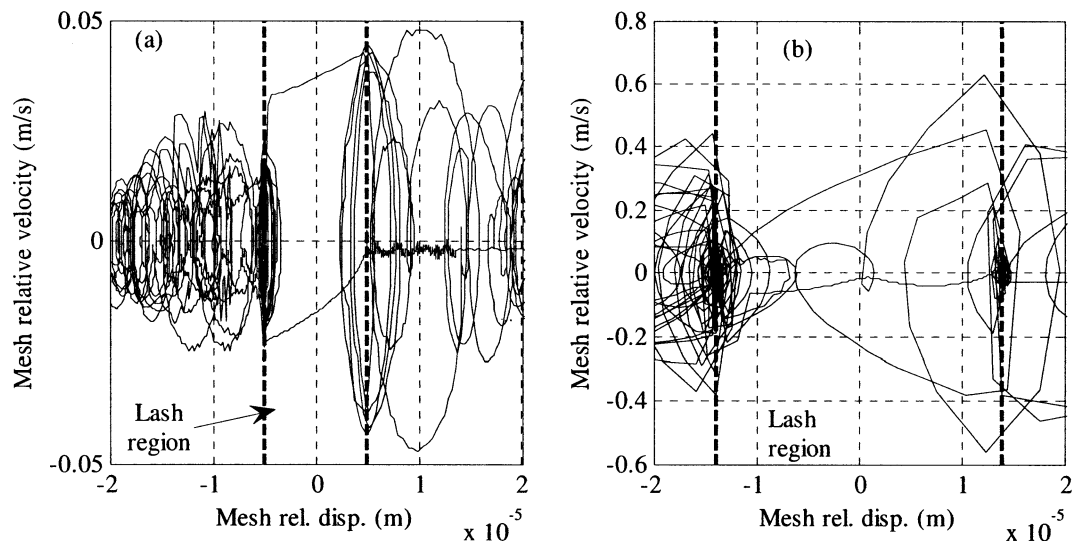 (a)
0.05
0
-0.05
Mesh relative velocity (m/s)
Lash
region
-2
-1
0
1
2
Mesh rel. disp. (m)
x 10^-5
(b)
0.8
0.6
0.4
0.2
0
-0.2
-0.4
-0.6
Mesh relative velocity (m/s)
Lash
region
-2
-1
0
1
2
Mesh rel. disp. (m)
x 10^-5